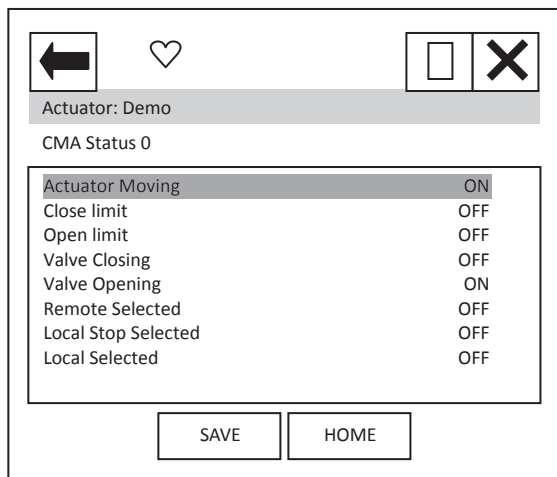 Actuator: Demo
CMA Status 0
Actuator Moving ON
Close limit OFF
Open limit OFF
Valve Closing OFF
Valve Opening ON
Remote Selected OFF
Local Stop Selected OFF
Local Selected OFF
SAVE HOME